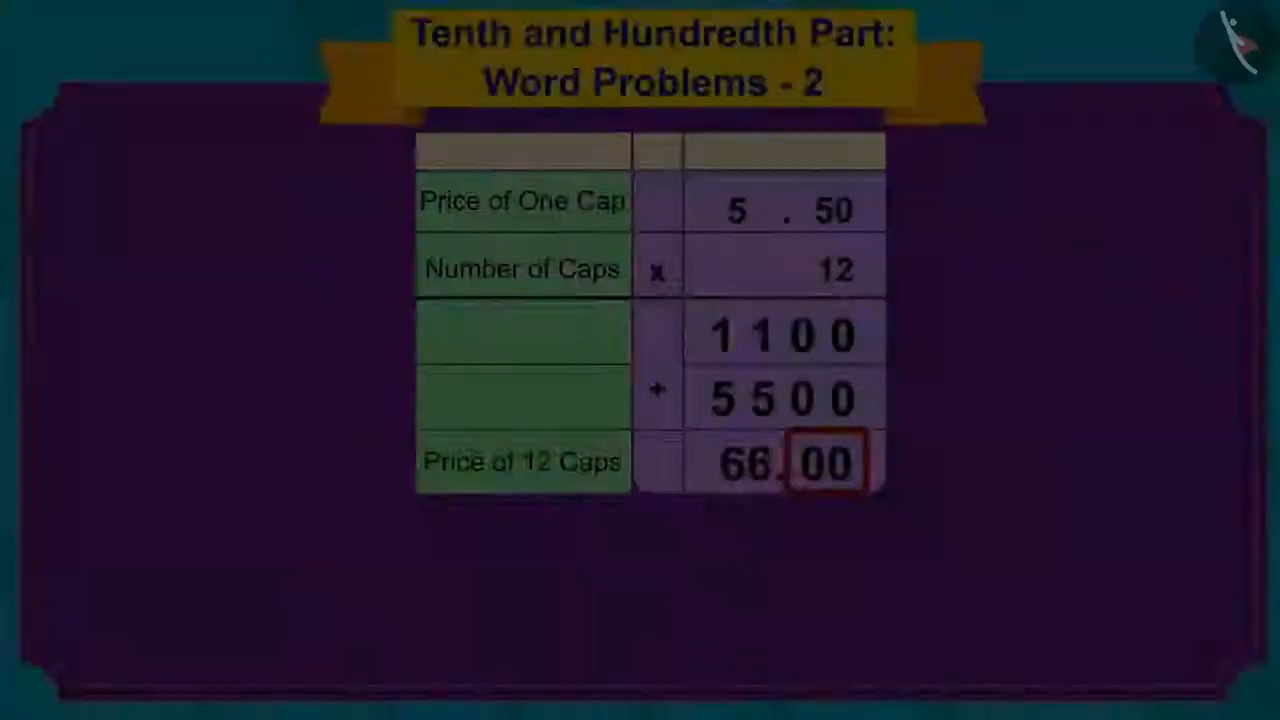 Tenth and Hundredth Part:
Word Problems - 2
Price of One Cap 5 . 50
Number of Caps x 12
1 1 0 0
+ 5 5 0 0
Price of 12 Caps 66.00